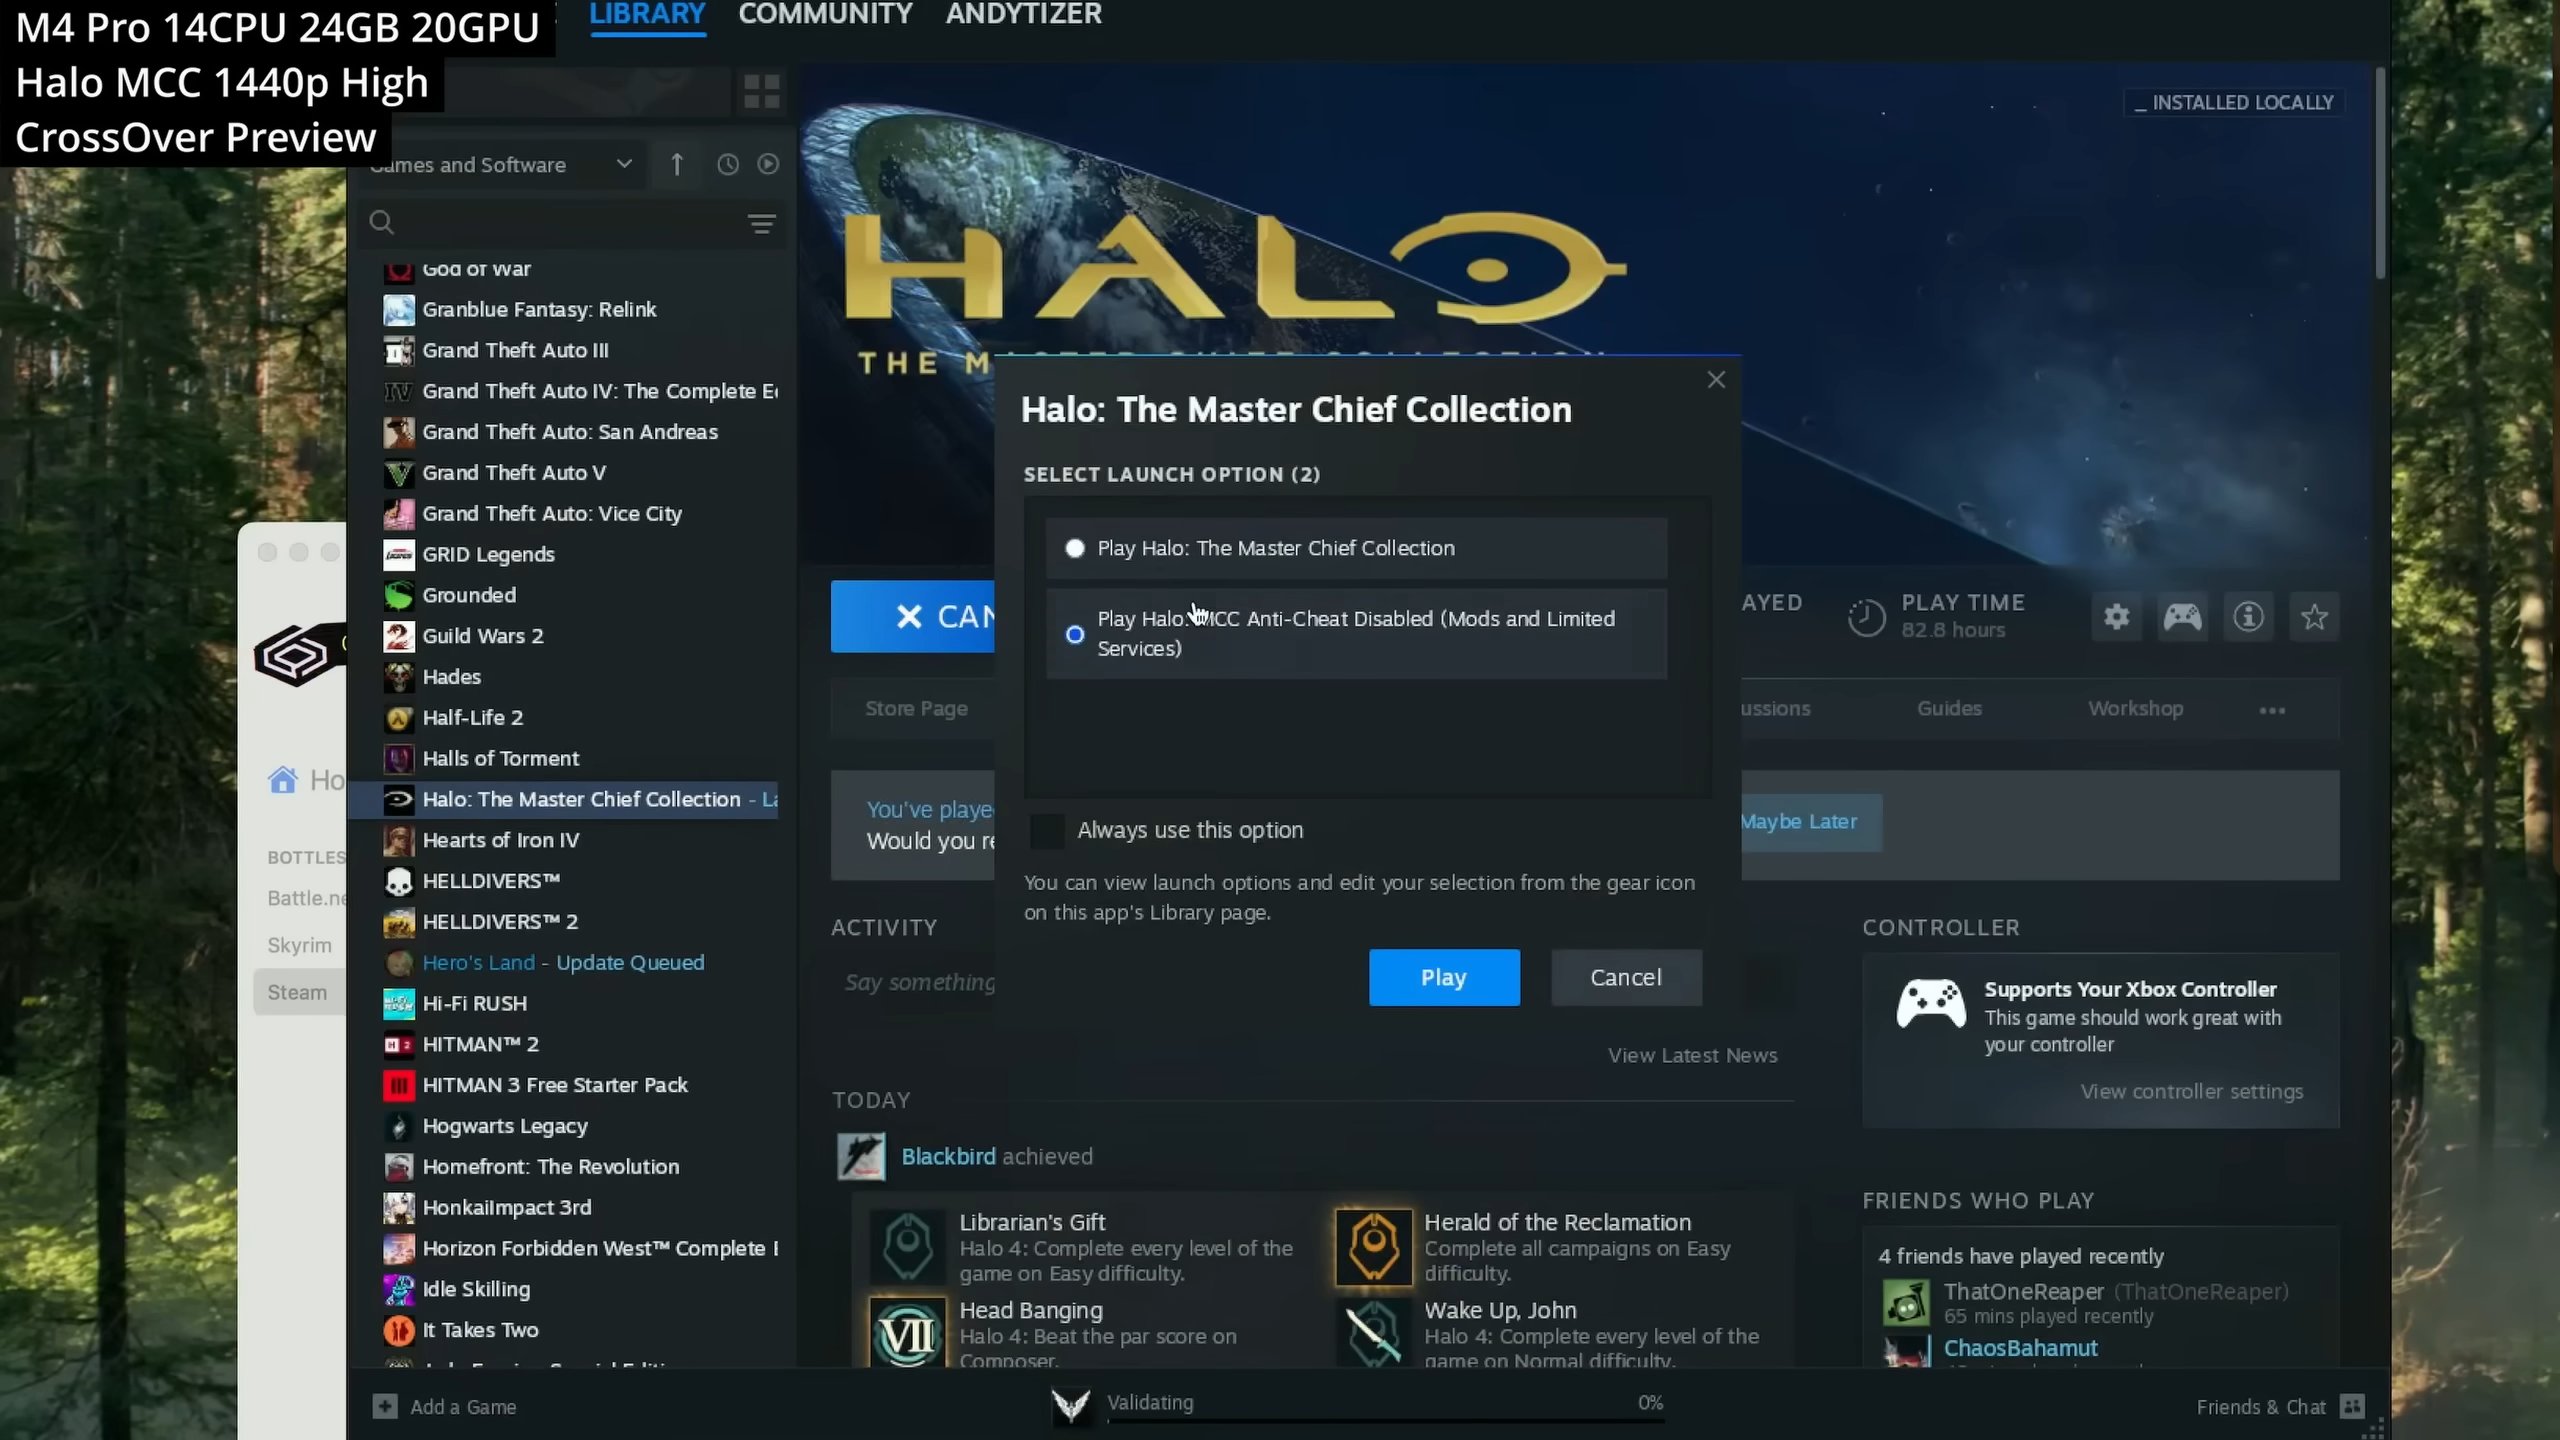 M4 Pro 14CPU 24GB 20GPU
Halo MCC 1440p High
CrossOver Preview
LIBRARY COMMUNITY ANDYTIZER
Games and Software
God of War
Granblue Fantasy: Relink
Grand Theft Auto III
Grand Theft Auto IV: The Complete E
Grand Theft Auto: San Andreas
Grand Theft Auto V
Grand Theft Auto: Vice City
GRID Legends
Grounded
Guild Wars 2
Hades
Half-Life 2
Halls of Torment
Halo: The Master Chief Collection - La
Hearts of Iron IV
HELLDIVERS™
HELLDIVERS™ 2
Hero's Land - Update Queued
Hi-Fi RUSH
HITMAN™ 2
HITMAN 3 Free Starter Pack
Hogwarts Legacy
Homefront: The Revolution
HonkaiImpact 3rd
Horizon Forbidden West™ Complete E
Idle Skilling
It Takes Two
Add a Game
Ho
BOTTLES
Battle.ne
Skyrim
Steam
_ INSTALLED LOCALLY
HALO
THE MASTER CHIEF COLLECTION
Halo: The Master Chief Collection
SELECT LAUNCH OPTION (2)
Play Halo: The Master Chief Collection
Play Halo: MCC Anti-Cheat Disabled (Mods and Limited
Services)
Always use this option
You can view launch options and edit your selection from the gear icon
on this app's Library page.
Play Cancel
CAN
AYED
PLAY TIME
82.8 hours
Store Page
ussions Guides Workshop
You've playe
Would you re
Maybe Later
ACTIVITY
Say something
View Latest News
TODAY
Blackbird achieved
Librarian's Gift
Halo 4: Complete every level of the
game on Easy difficulty.
Herald of the Reclamation
Complete all campaigns on Easy
difficulty.
Head Banging
VII
Halo 4: Beat the par score on
Composer.
Wake Up, John
Halo 4: Complete every level of the
game on Normal difficulty.
CONTROLLER
Supports Your Xbox Controller
This game should work great with
your controller
View controller settings
FRIENDS WHO PLAY
4 friends have played recently
ThatOneReaper (ThatOneReaper)
65 mins played recently
ChaosBahamut
Validating 0%
Friends & Chat